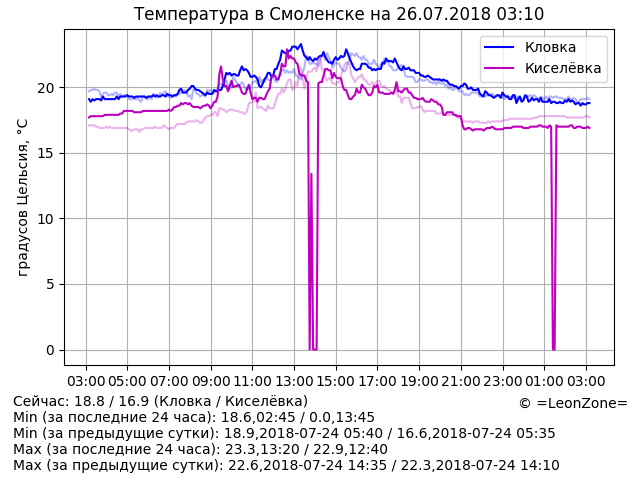 Температура в Смоленске на 26.07.2018 03:10
Кловка
Киселёвка
градусов Цельсия, °C
20
15
10
5
0
03:00 05:00 07:00 09:00 11:00 13:00 15:00 17:00 19:00 21:00 23:00 01:00 03:00
Сейчас: 18.8 / 16.9 (Кловка / Киселёвка)
© =LeonZone=
Min (за последние 24 часа): 18.6,02:45 / 0.0,13:45
Min (за предыдущие сутки): 18.9,2018-07-24 05:40 / 16.6,2018-07-24 05:35
Max (за последние 24 часа): 23.3,13:20 / 22.9,12:40
Max (за предыдущие сутки): 22.6,2018-07-24 14:35 / 22.3,2018-07-24 14:10